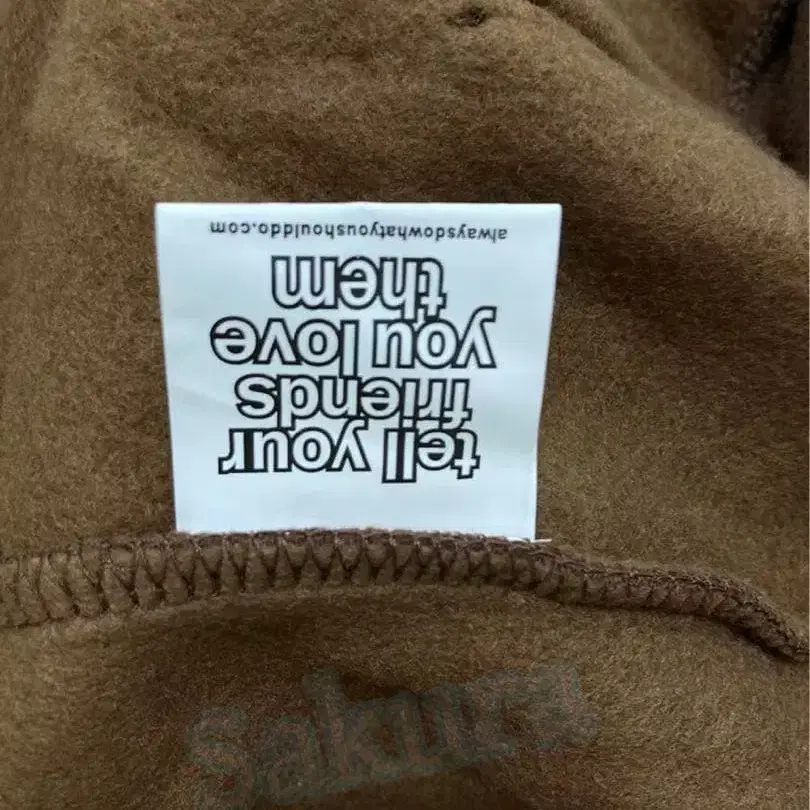 tell your
friends
you love
them
alwaysdowhatyoushoulddo.com
Sakura